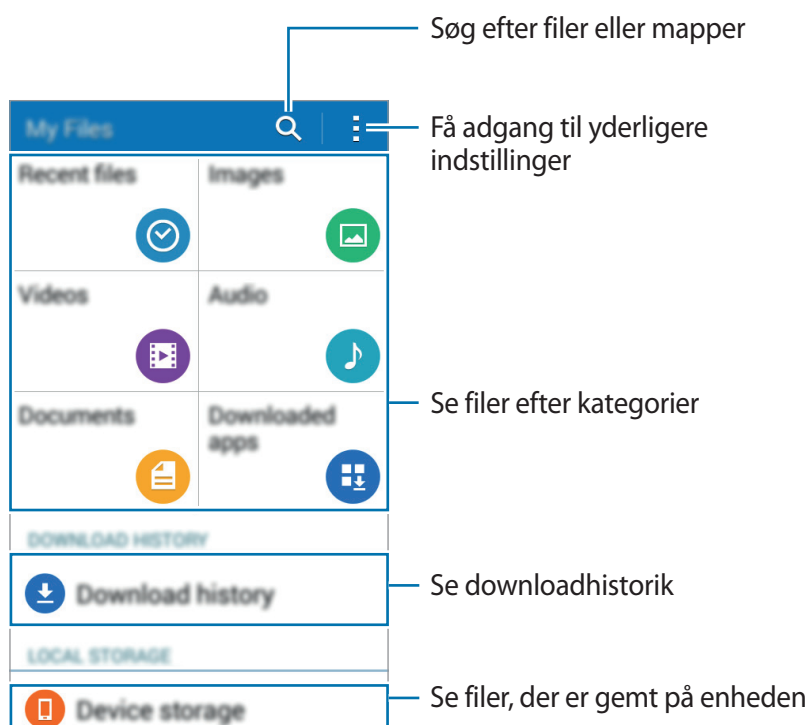 Søg efter filer eller mapper
My Files
Få adgang til yderligere
indstillinger
Recent files
Images
Videos
Audio
Se filer efter kategorier
Documents
Downloaded
apps
DOWNLOAD HISTORY
Download history
Se downloadhistorik
LOCAL STORAGE
Device storage
Se filer, der er gemt på enheden